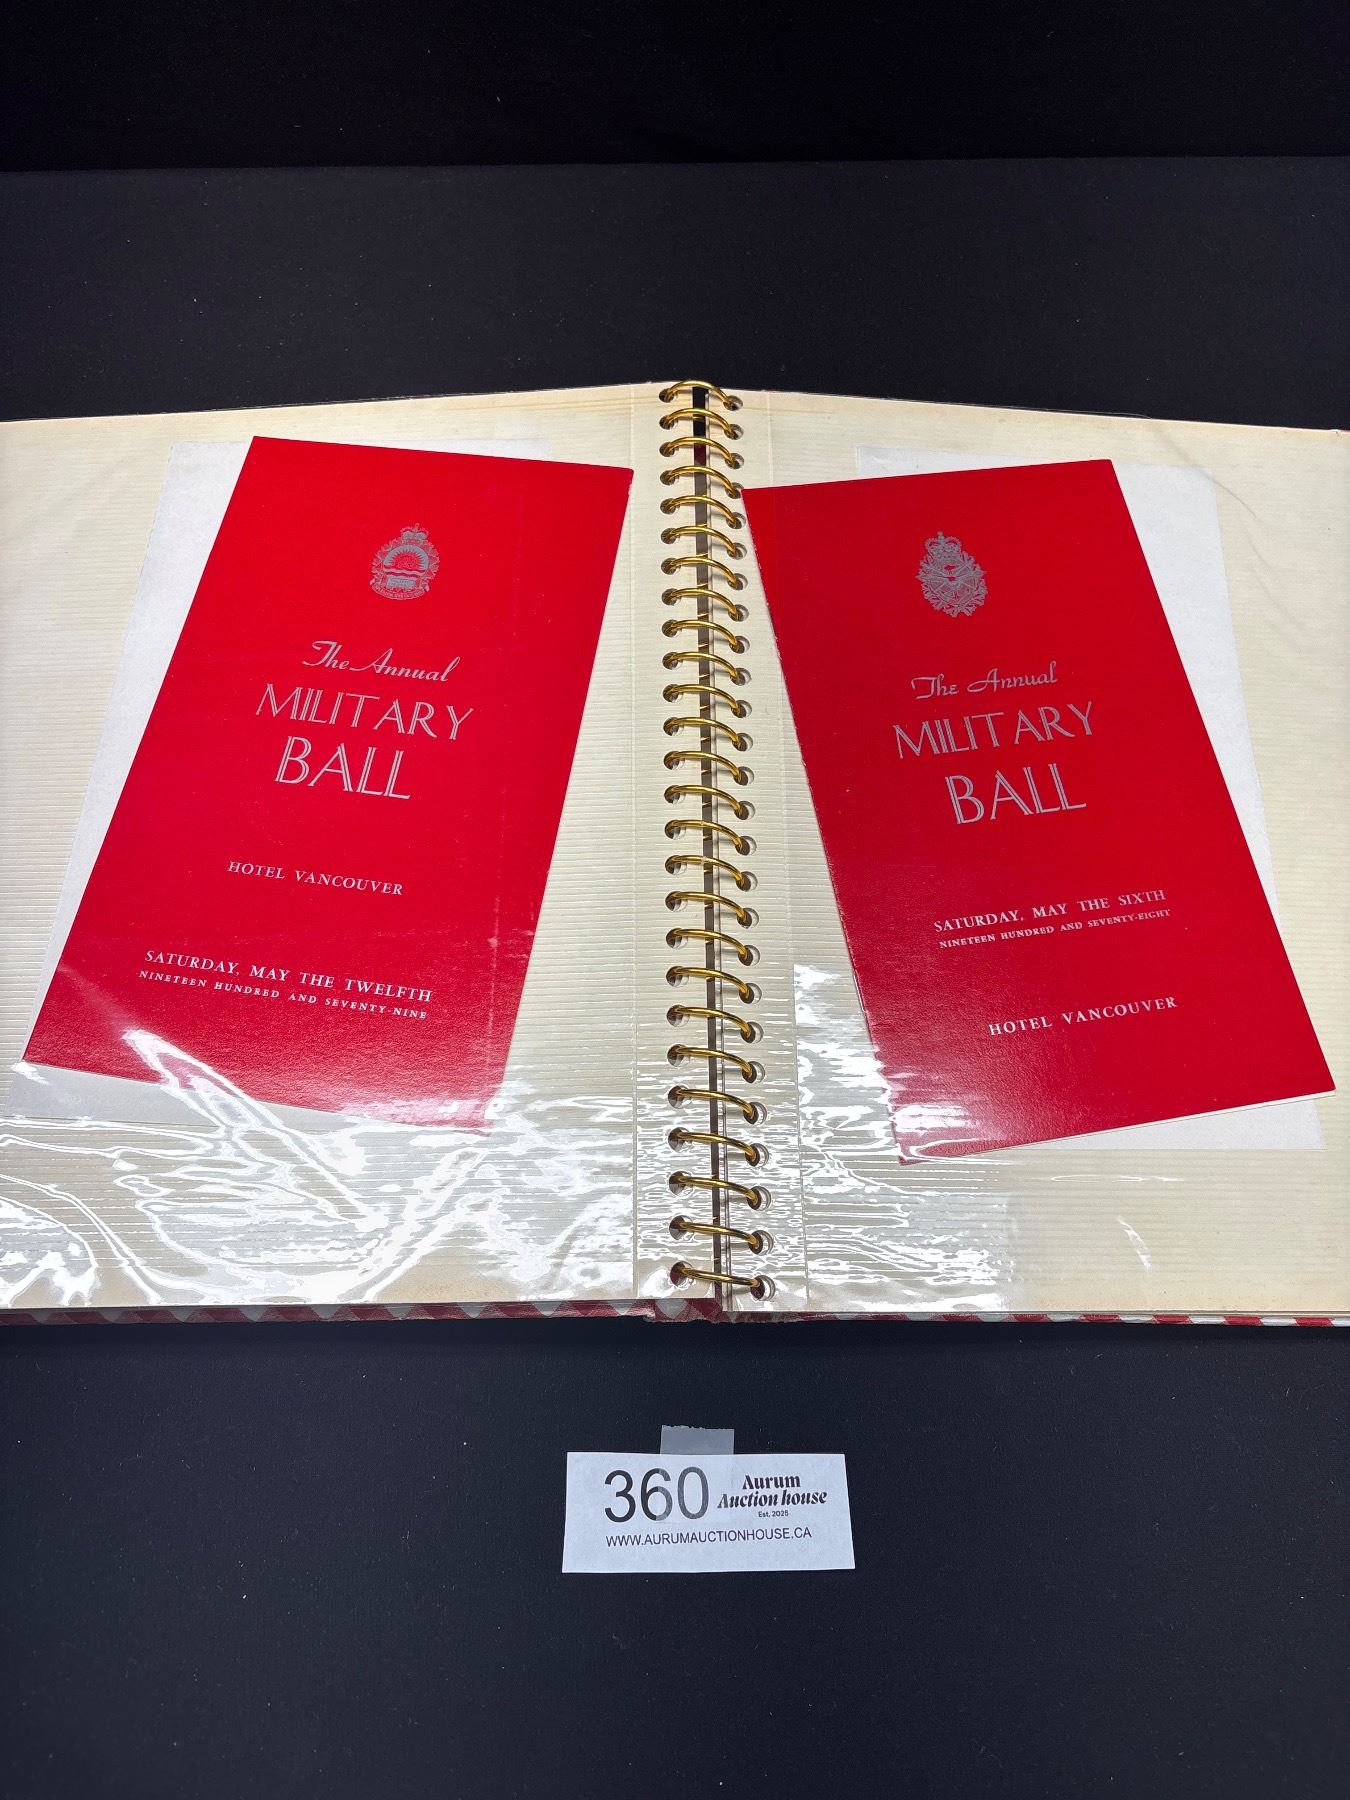 The Annual
MILITARY
BALL
HOTEL VANCOUVER
SATURDAY, MAY THE TWELFTH
NINETEEN HUNDRED AND SEVENTY-NINE
The Annual
MILITARY
BALL
SATURDAY, MAY THE SIXTH
NINETEEN HUNDRED AND SEVENTY-EIGHT
HOTEL VANCOUVER
360
Aurum
Auction house
Est. 2025
WWW.AURUMAUCTIONHOUSE.CA